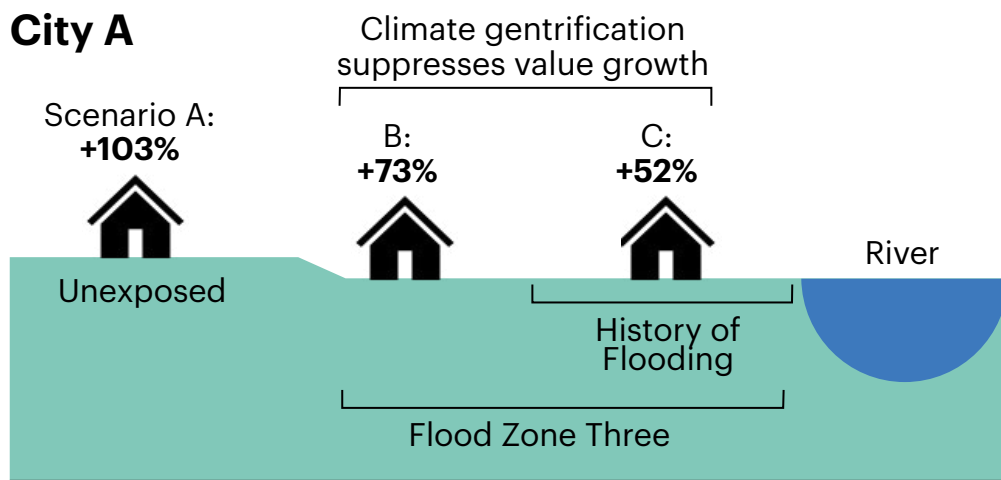 City A
Climate gentrification
suppresses value growth
Scenario A:
+103%
B:
+73%
C:
+52%
River
Unexposed
History of
Flooding
Flood Zone Three